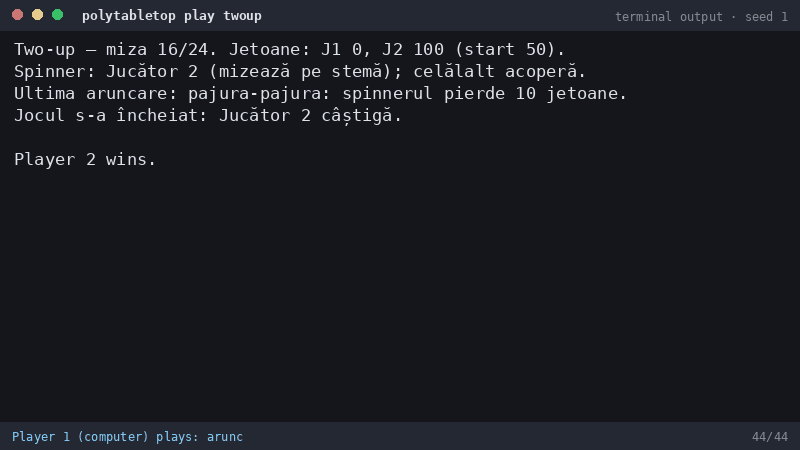 polytabletop play twoup
terminal output · seed 1
Two-up — miza 16/24. Jetoane: J1 0, J2 100 (start 50).
Spinner: Jucător 2 (mizează pe stemă); celălalt acoperă.
Ultima aruncare: pajura-pajura: spinnerul pierde 10 jetoane.
Jocul s-a încheiat: Jucător 2 câștigă.
Player 2 wins.
Player 1 (computer) plays: arunc
44/44